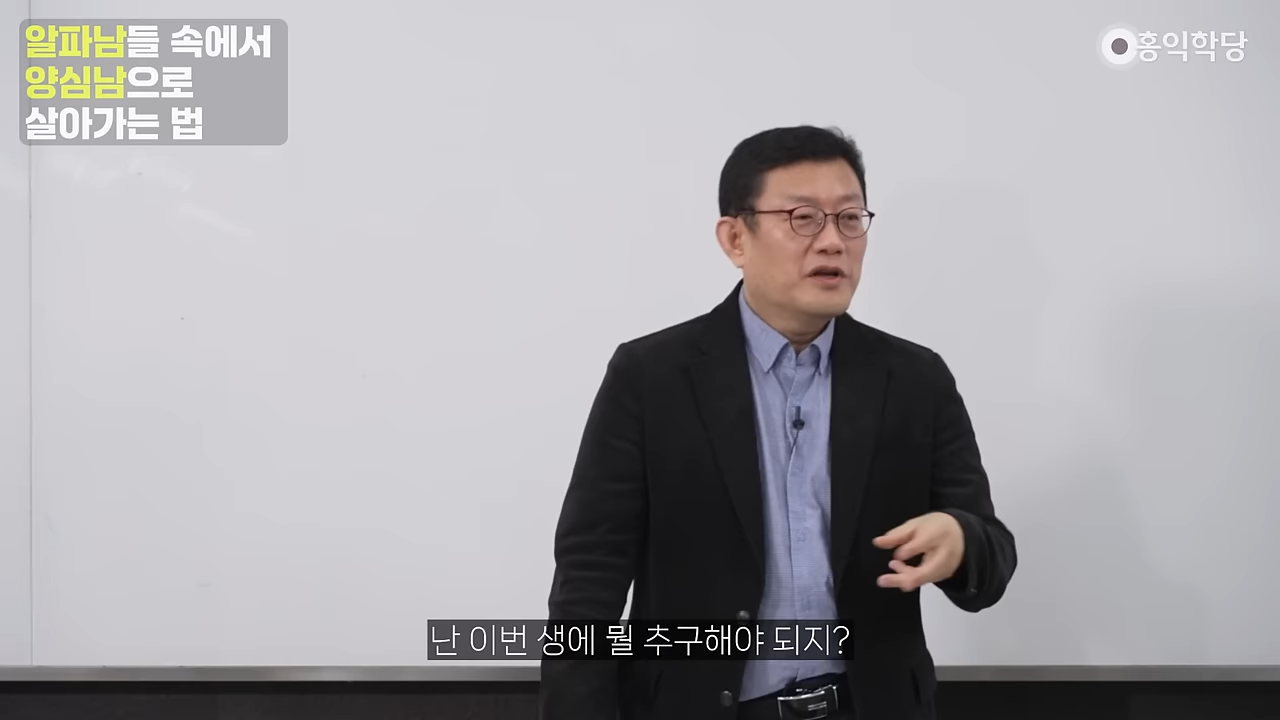 알파남들 속에서
양심남으로
살아가는 법
홍익학당
난 이번 생에 뭘 추구해야 되지?